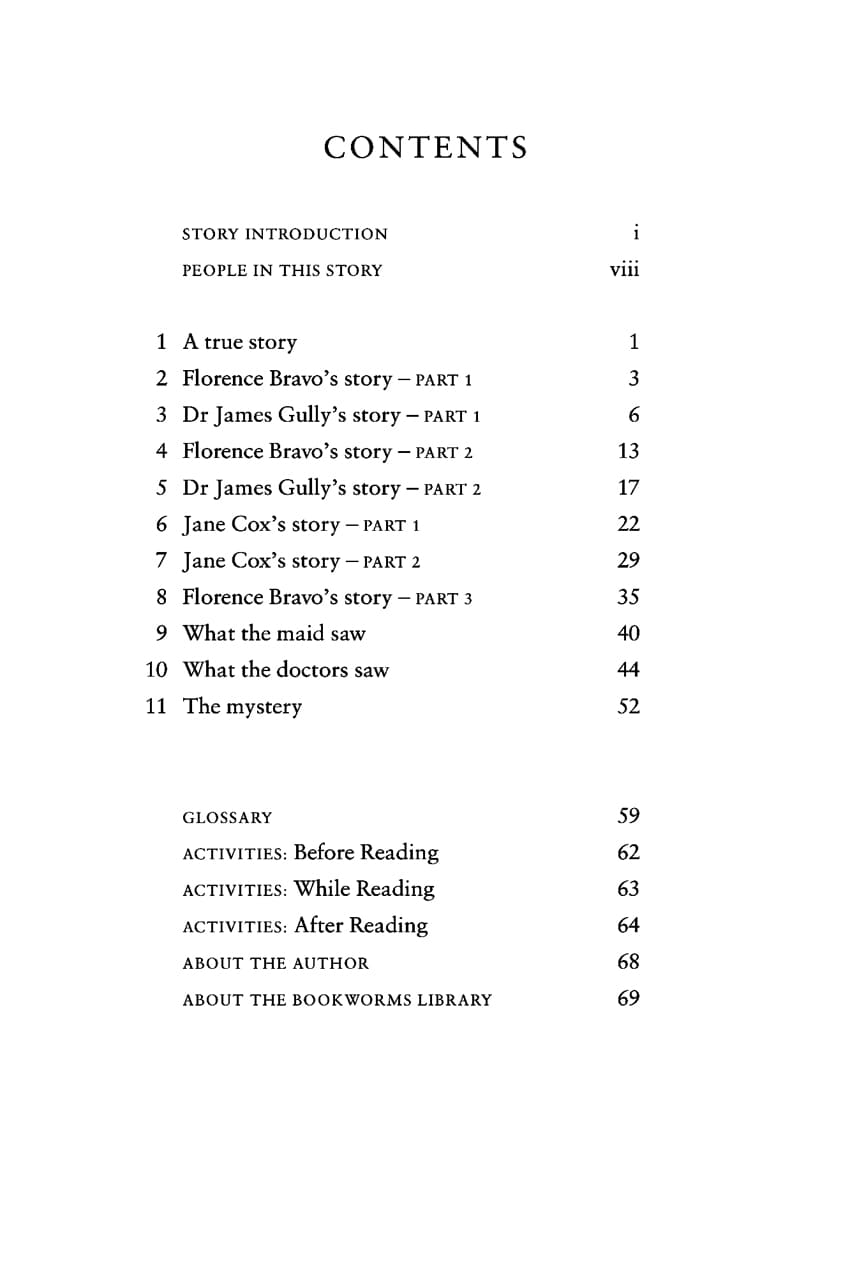 CONTENTS
STORY INTRODUCTION i
PEOPLE IN THIS STORY viii
1 A true story 1
2 Florence Bravo’s story – PART 1 3
3 Dr James Gully’s story – PART 1 6
4 Florence Bravo’s story – PART 2 13
5 Dr James Gully’s story – PART 2 17
6 Jane Cox’s story – PART 1 22
7 Jane Cox’s story – PART 2 29
8 Florence Bravo’s story – PART 3 35
9 What the maid saw 40
10 What the doctors saw 44
11 The mystery 52
GLOSSARY 59
ACTIVITIES: Before Reading 62
ACTIVITIES: While Reading 63
ACTIVITIES: After Reading 64
ABOUT THE AUTHOR 68
ABOUT THE BOOKWORMS LIBRARY 69